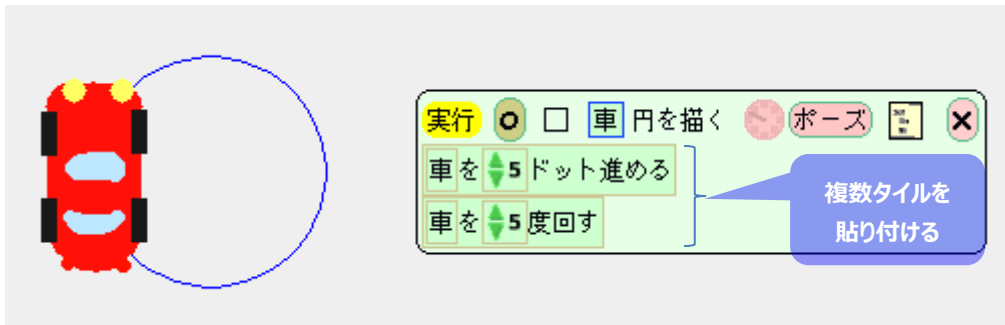 実行 車 円を描く ポーズ
車を 5 ドット進める
車を 5 度回す
複数タイルを
貼り付ける